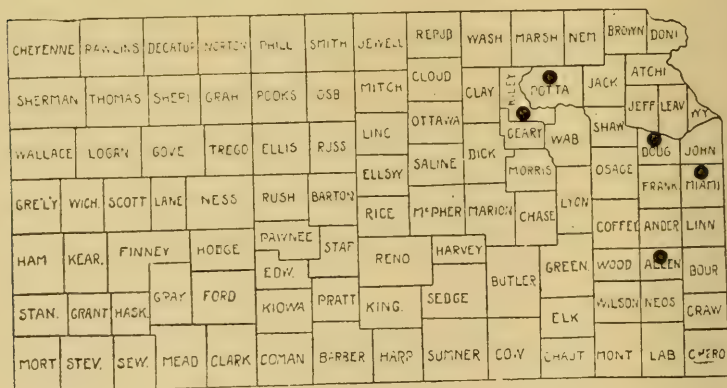 CHEYENNE RAWLINS DECATUR NORTON PHILL SMITH JEWELL REPUB WASH MARSH NEM BROWN DONI
SHERMAN THOMAS SHERI GRAH ROOKS OSB MITCH CLOUD CLAY RILEY POTTA JACK ATCHI
JEFF LEAV WY
WALLACE LOGAN GOVE TREGO ELLIS RUSS LINC OTTAWA DICK GEARY WAB SHAW DOUG JOHN
ELLSW SALINE MORRIS OSAGE
GRE'LY WICH. SCOTT LANE NESS RUSH BARTON RICE McPHER MARION CHASE LYON FRANK MIAMI
COFFEY ANDER LINN
HAM KEAR. FINNEY HODGE PAWNEE STAF RENO HARVEY BUTLER GREEN WOOD ALLEN BOUR
EDW.
STAN. GRANT HASK. GRAY FORD KIOWA PRATT KING. SEDGE ELK WILSON NEOS CRAW
MORT STEV. SEW. MEAD CLARK COMAN BARBER HARP SUMNER COW CHAUT MONT LAB CHERO